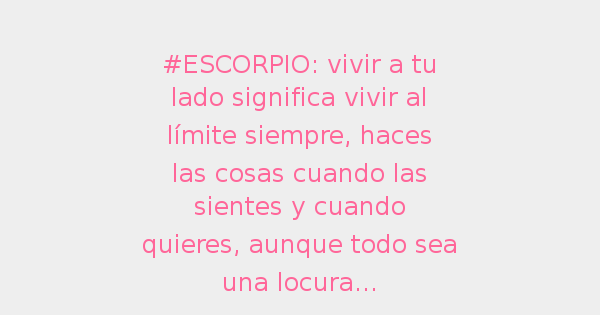 #ESCORPIO: vivir a tu
lado significa vivir al
límite siempre, haces
las cosas cuando las
sientes y cuando
quieres, aunque todo sea
una locura...